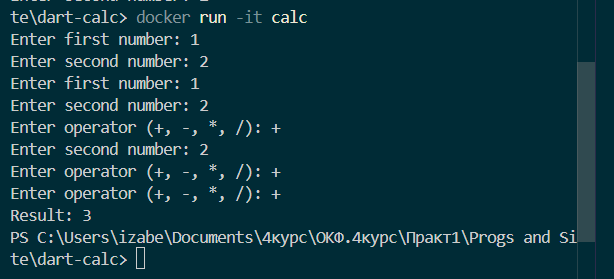 te\dart-calc> docker run -it calc
Enter first number: 1
Enter second number: 2
Enter first number: 1
Enter second number: 2
Enter operator (+, -, *, /): +
Enter second number: 2
Enter operator (+, -, *, /): +
Enter operator (+, -, *, /): +
Result: 3
PS C:\Users\izabe\Documents\4курс\ОКФ.4курс\Практ1\Progs and Si
te\dart-calc>